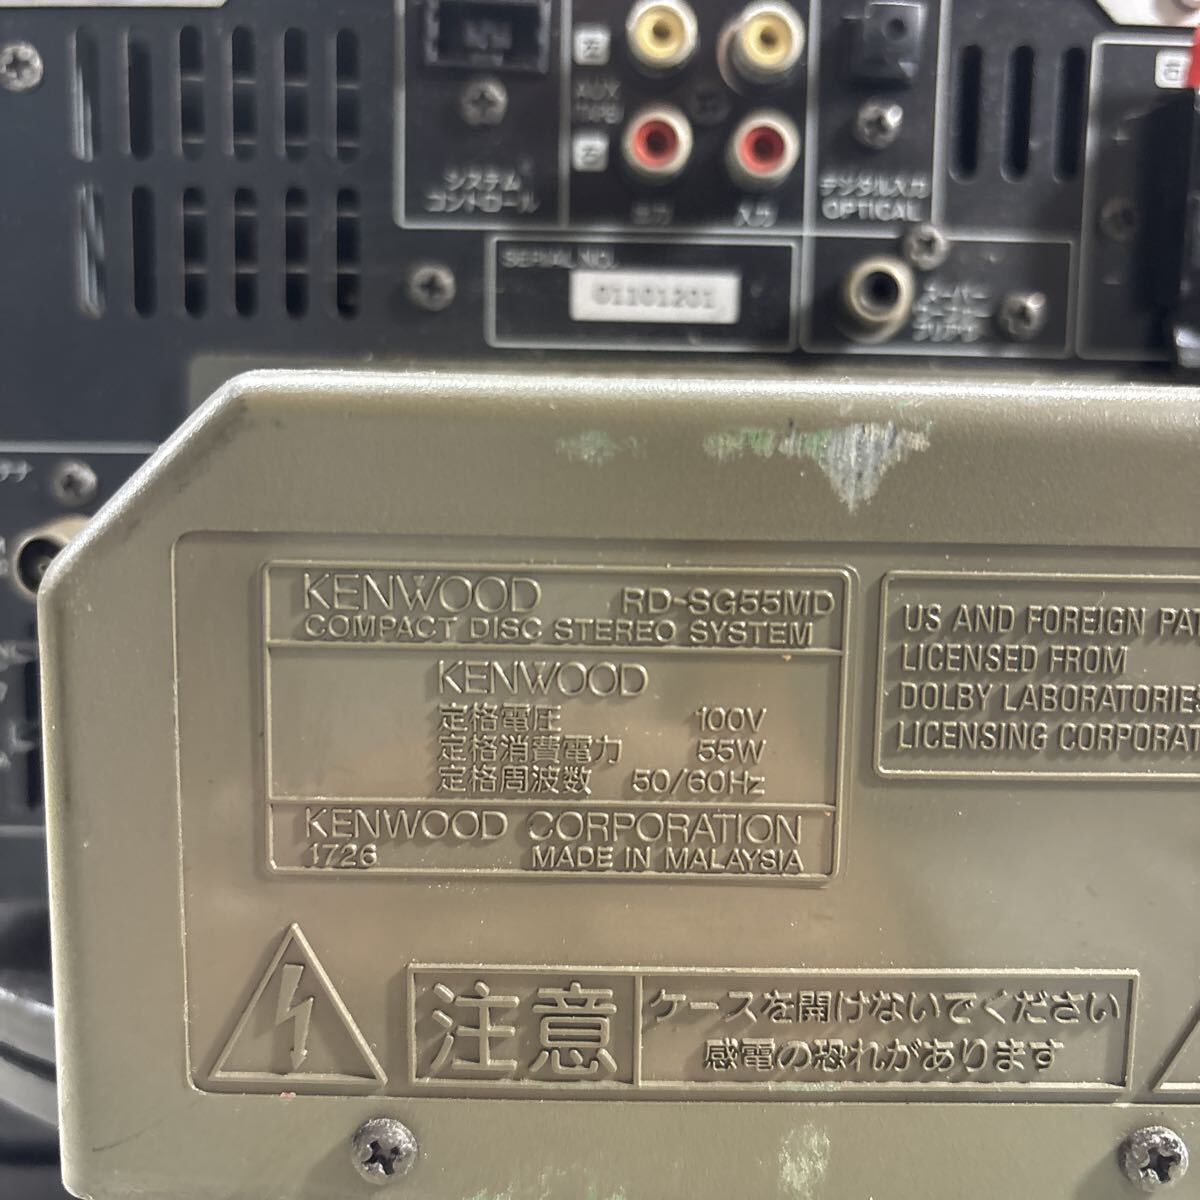 AUX
システム
コントロール
出力
入力
デジタル入力
OPTICAL
SERIAL NO.
01101201
スーパー
KENWOOD RD-SG55MD
COMPACT DISC STEREO SYSTEM
KENWOOD
定格電圧 100V
定格消費電力 55W
定格周波数 50/60Hz
KENWOOD CORPORATION
1726 MADE IN MALAYSIA
US AND FOREIGN PAT
LICENSED FROM
DOLBY LABORATORIES
LICENSING CORPORAT
注意
ケースを開けないでください
感電の恐れがあります